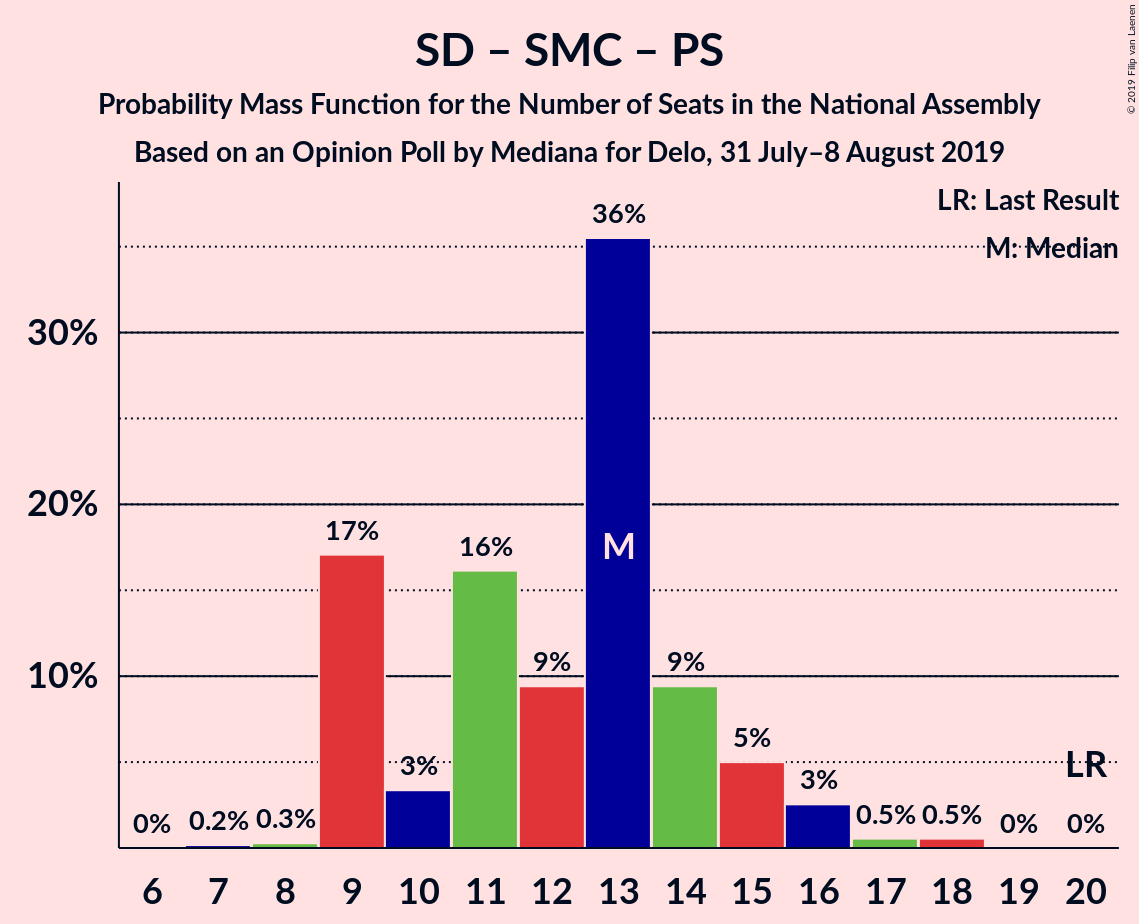 SD – SMC – PS
Probability Mass Function for the Number of Seats in the National Assembly
Based on an Opinion Poll by Mediana for Delo, 31 July–8 August 2019
© 2019 Filip van Laenen
LR: Last Result
M: Median
30%
20%
10%
0%
0.2%
0.3%
17%
3%
16%
9%
36%
M
9%
5%
3%
0.5%
0.5%
0%
LR
0%
6 7 8 9 10 11 12 13 14 15 16 17 18 19 20